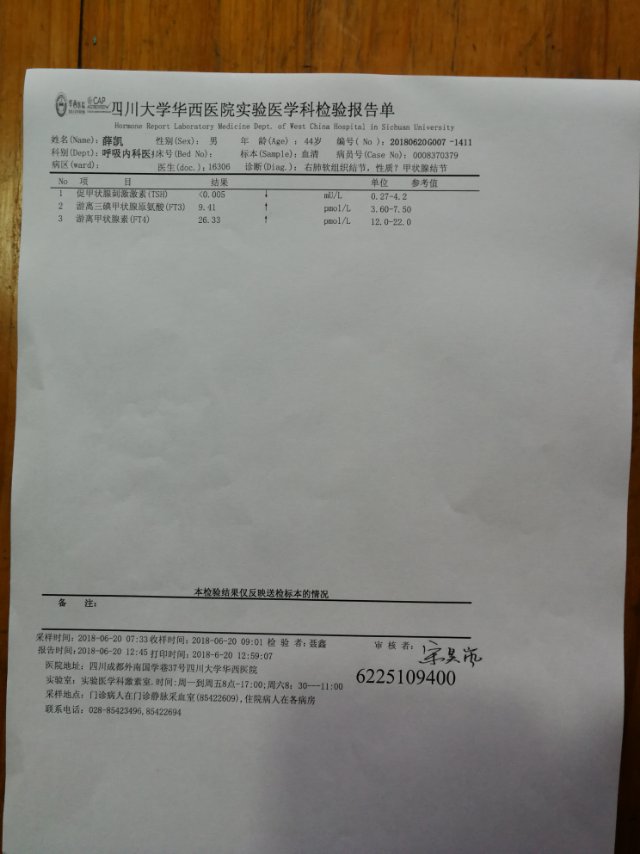 CAP 四川大学华西医院实验医学科检验报告单
Hormone Report Laboratory Medicine Dept. of West China Hospital in Sichuan University
姓名(Name): 薛凯 性别(Sex): 男 年 龄(Age) : 44岁 编号( No ): 20180620G007 -1411
科别(Dept): 呼吸内科医 床号(Bed No): 标本(Sample): 血清 病员号(Case No): 0008370379
病区(ward): 医生(doc.): 16306 诊断(Diag.): 右肺软组织结节,性质? 甲状腺结节
No 项 目 结果 单位 参考值
1 促甲状腺刺激激素(TSH) <0.005 ↓ mU/L 0.27-4.2
2 游离三碘甲状腺原氨酸(FT3) 9.41 ↑ pmol/L 3.60-7.50
3 游离甲状腺素(FT4) 26.33 ↑ pmol/L 12.0-22.0
本检验结果仅反映送检标本的情况
备 注:
采样时间: 2018-06-20 07:33 收样时间: 2018-06-20 09:01 检 验 者: 聂鑫 审 核 者:
报告时间: 2018-06-20 12:45 打印时间: 2018-6-20 12:59:07
医院地址: 四川成都外南国学巷37号四川大学华西医院
实验室: 实验医学科激素室. 时间: 周一到周五8点-17:00; 周六8: 30---11:00
采样地点: 门诊病人在门诊静脉采血室(85422609), 住院病人在各病房
联系电话: 028-85423496, 85422694
6225109400